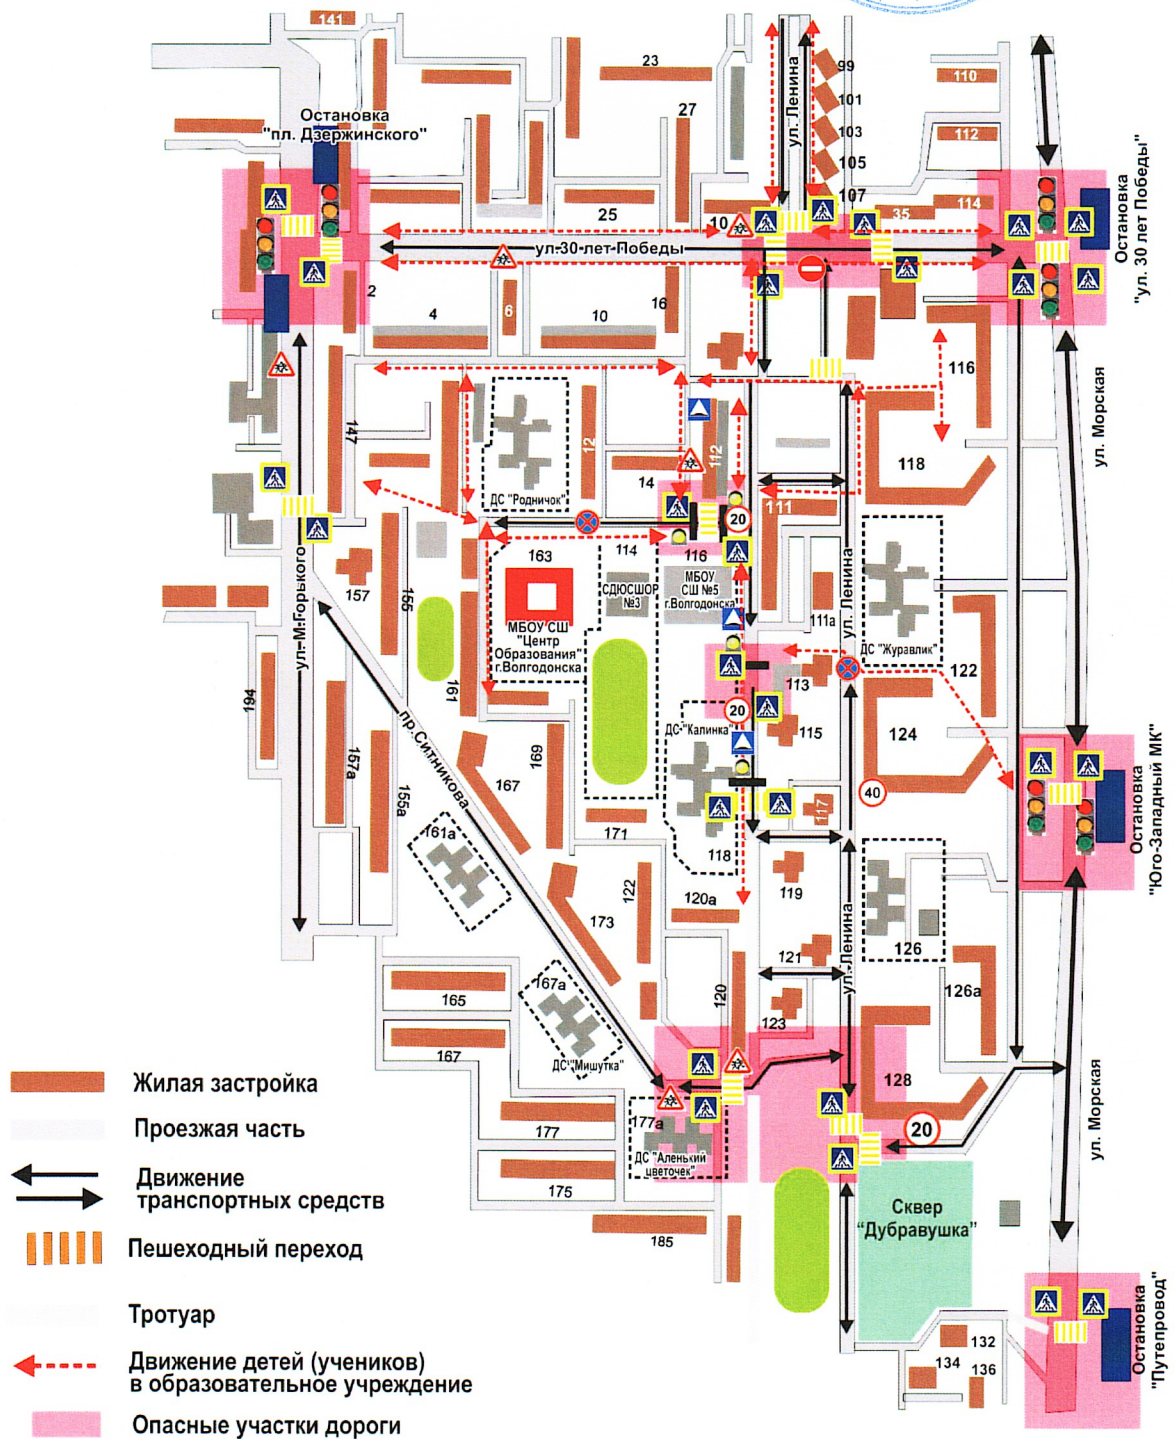 141
23
99
110
27
101
Остановка
"пл. Дзержинского"
ул. Ленина
103
112
105
107
114
25
10
35
Остановка
"ул. 30 лет Победы"
ул.30 лет Победы
2
4
6
10
16
116
147
12
112
118
ул. Морская
14
ДС "Родничок"
111
20
163
114
116
157
155
СДЮСШОР
№3
МБОУ
СШ №5
г.Волгодонска
ул. Ленина
111а
МБОУ СШ
"Центр
Образования"
г.Волгодонска
ДС "Журавлик"
ул. М.Горького
194
161
113
122
20
пр.Ситникова
157а
169
ДС "Калинка"
115
124
167
155а
40
117
Остановка
"Юго-Западный МК"
161а
171
118
122
119
120а
173
126
121
ул. Ленина
167а
120
126а
165
123
167
ДС "Мишутка"
128
20
177а
177
ДС "Аленький
цветочек"
175
ул. Морская
185
Сквер
"Дубравушка"
132
134
136
Остановка
"Путепровод"
Жилая застройка
Проезжая часть
Движение
транспортных средств
Пешеходный переход
Тротуар
Движение детей (учеников)
в образовательное учреждение
Опасные участки дороги